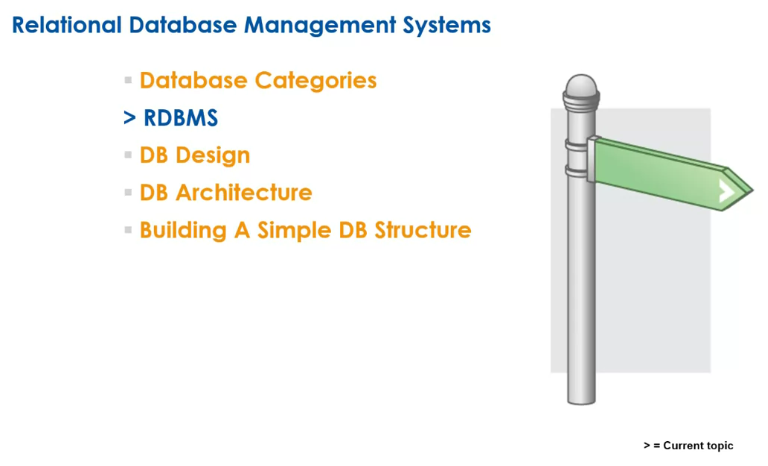 Relational Database Management Systems
▪ Database Categories
> RDBMS
▪ DB Design
▪ DB Architecture
▪ Building A Simple DB Structure
> = Current topic